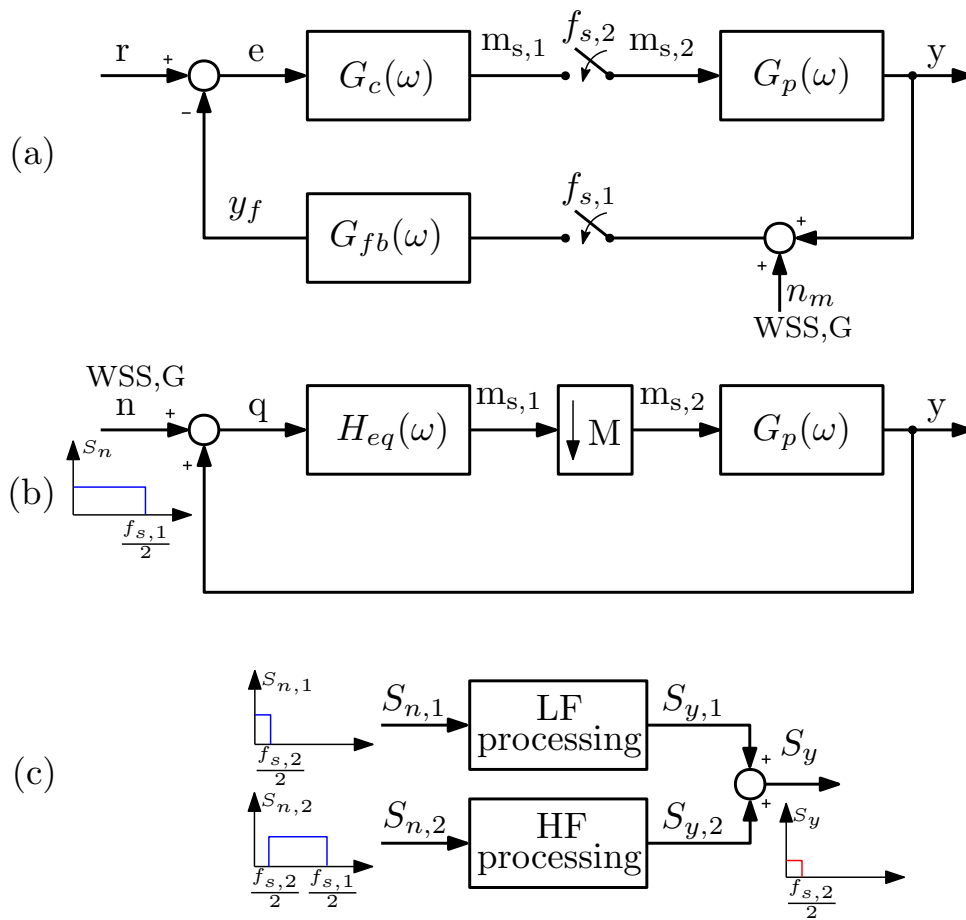 (a)
r
+
−
e
G_c(ω)
m_{s,1}
f_{s,2}
m_{s,2}
G_p(ω)
y
y_f
G_{fb}(ω)
f_{s,1}
+
+
n_m
WSS,G
(b)
WSS,G
n
+
+
q
H_{eq}(ω)
m_{s,1}
↓ M
m_{s,2}
G_p(ω)
y
S_n
f_{s,1}
2
(c)
S_{n,1}
f_{s,2}
2
S_{n,1}
LF
processing
S_{y,1}
+
S_y
S_{n,2}
f_{s,2} f_{s,1}
2 2
S_{n,2}
HF
processing
S_{y,2}
+
S_y
f_{s,2}
2